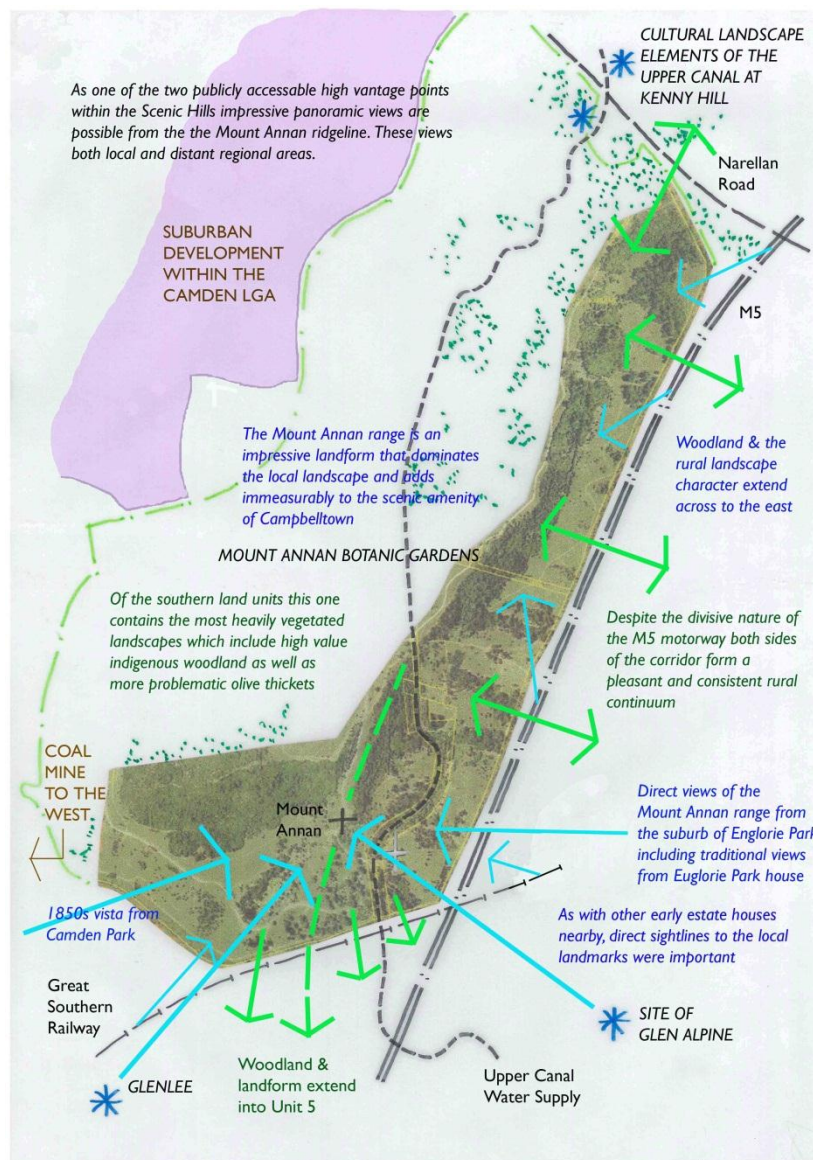 CULTURAL LANDSCAPE
ELEMENTS OF THE
UPPER CANAL AT
KENNY HILL
As one of the two publicly accessable high vantage points
within the Scenic Hills impressive panoramic views are
possible from the the Mount Annan ridgeline. These views
both local and distant regional areas.
Narellan
Road
SUBURBAN
DEVELOPMENT
WITHIN THE
CAMDEN LGA
M5
The Mount Annan range is an
impressive landform that dominates
the local landscape and adds
immeasurably to the scenic amenity
of Campbelltown
Woodland & the
rural landscape
character extend
across to the east
MOUNT ANNAN BOTANIC GARDENS
Of the southern land units this one
contains the most heavily vegetated
landscapes which include high value
indigenous woodland as well as
more problematic olive thickets
Despite the divisive nature of
the M5 motorway both sides
of the corridor form a
pleasant and consistent rural
continuum
COAL
MINE
TO THE
WEST
Mount
Annan
Direct views of the
Mount Annan range from
the suburb of Englorie Park
including traditional views
from Euglorie Park house
1850s vista from
Camden Park
As with other early estate houses
nearby, direct sightlines to the local
landmarks were important
Great
Southern
Railway
SITE OF
GLEN ALPINE
GLENLEE
Woodland &
landform extend
into Unit 5
Upper Canal
Water Supply